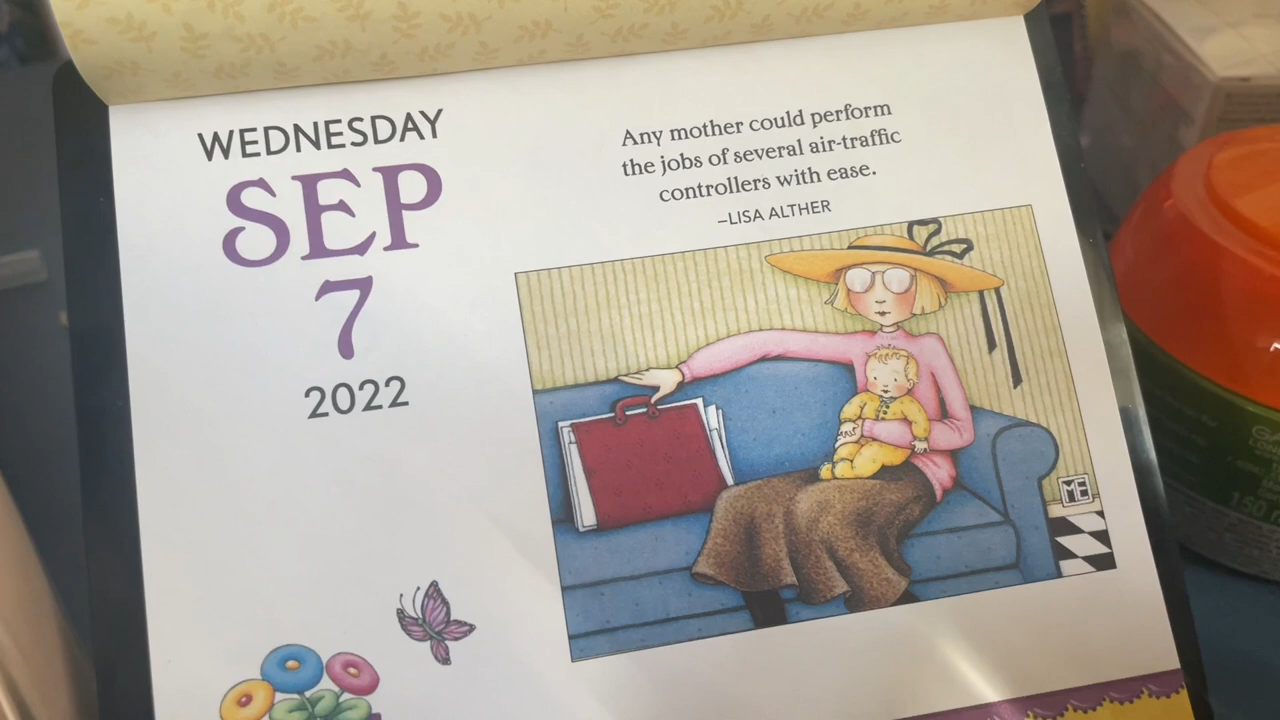 WEDNESDAY
SEP
7
2022
Any mother could perform
the jobs of several air-traffic
controllers with ease.
–LISA ALTHER
ME